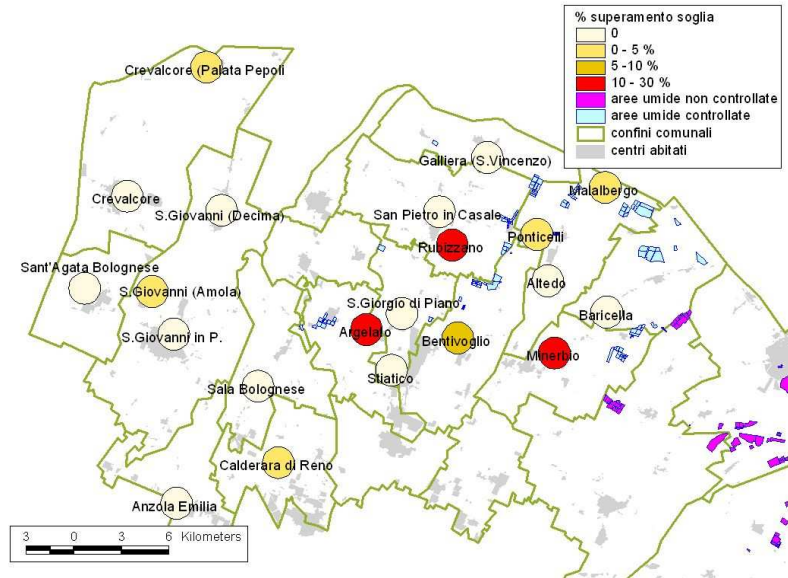 % superamento soglia
0
0 - 5 %
5 -10 %
10 - 30 %
aree umide non controllate
aree umide controllate
confini comunali
centri abitati
Crevalcore (Palata Pepoli
Galliera (S.Vincenzo)
Crevalcore
Malalbergo
S.Giovanni (Decima)
San Pietro in Casale
Ponticelli
Rubizzano
Sant'Agata Bolognese
S.Giovanni (Amola)
Altedo
S.Giorgio di Piano
Baricella
S.Giovanni in P.
Argelato
Bentivoglio
Minerbio
Stiatico
Sala Bolognese
Calderara di Reno
Anzola Emilia
3 0 3 6 Kilometers